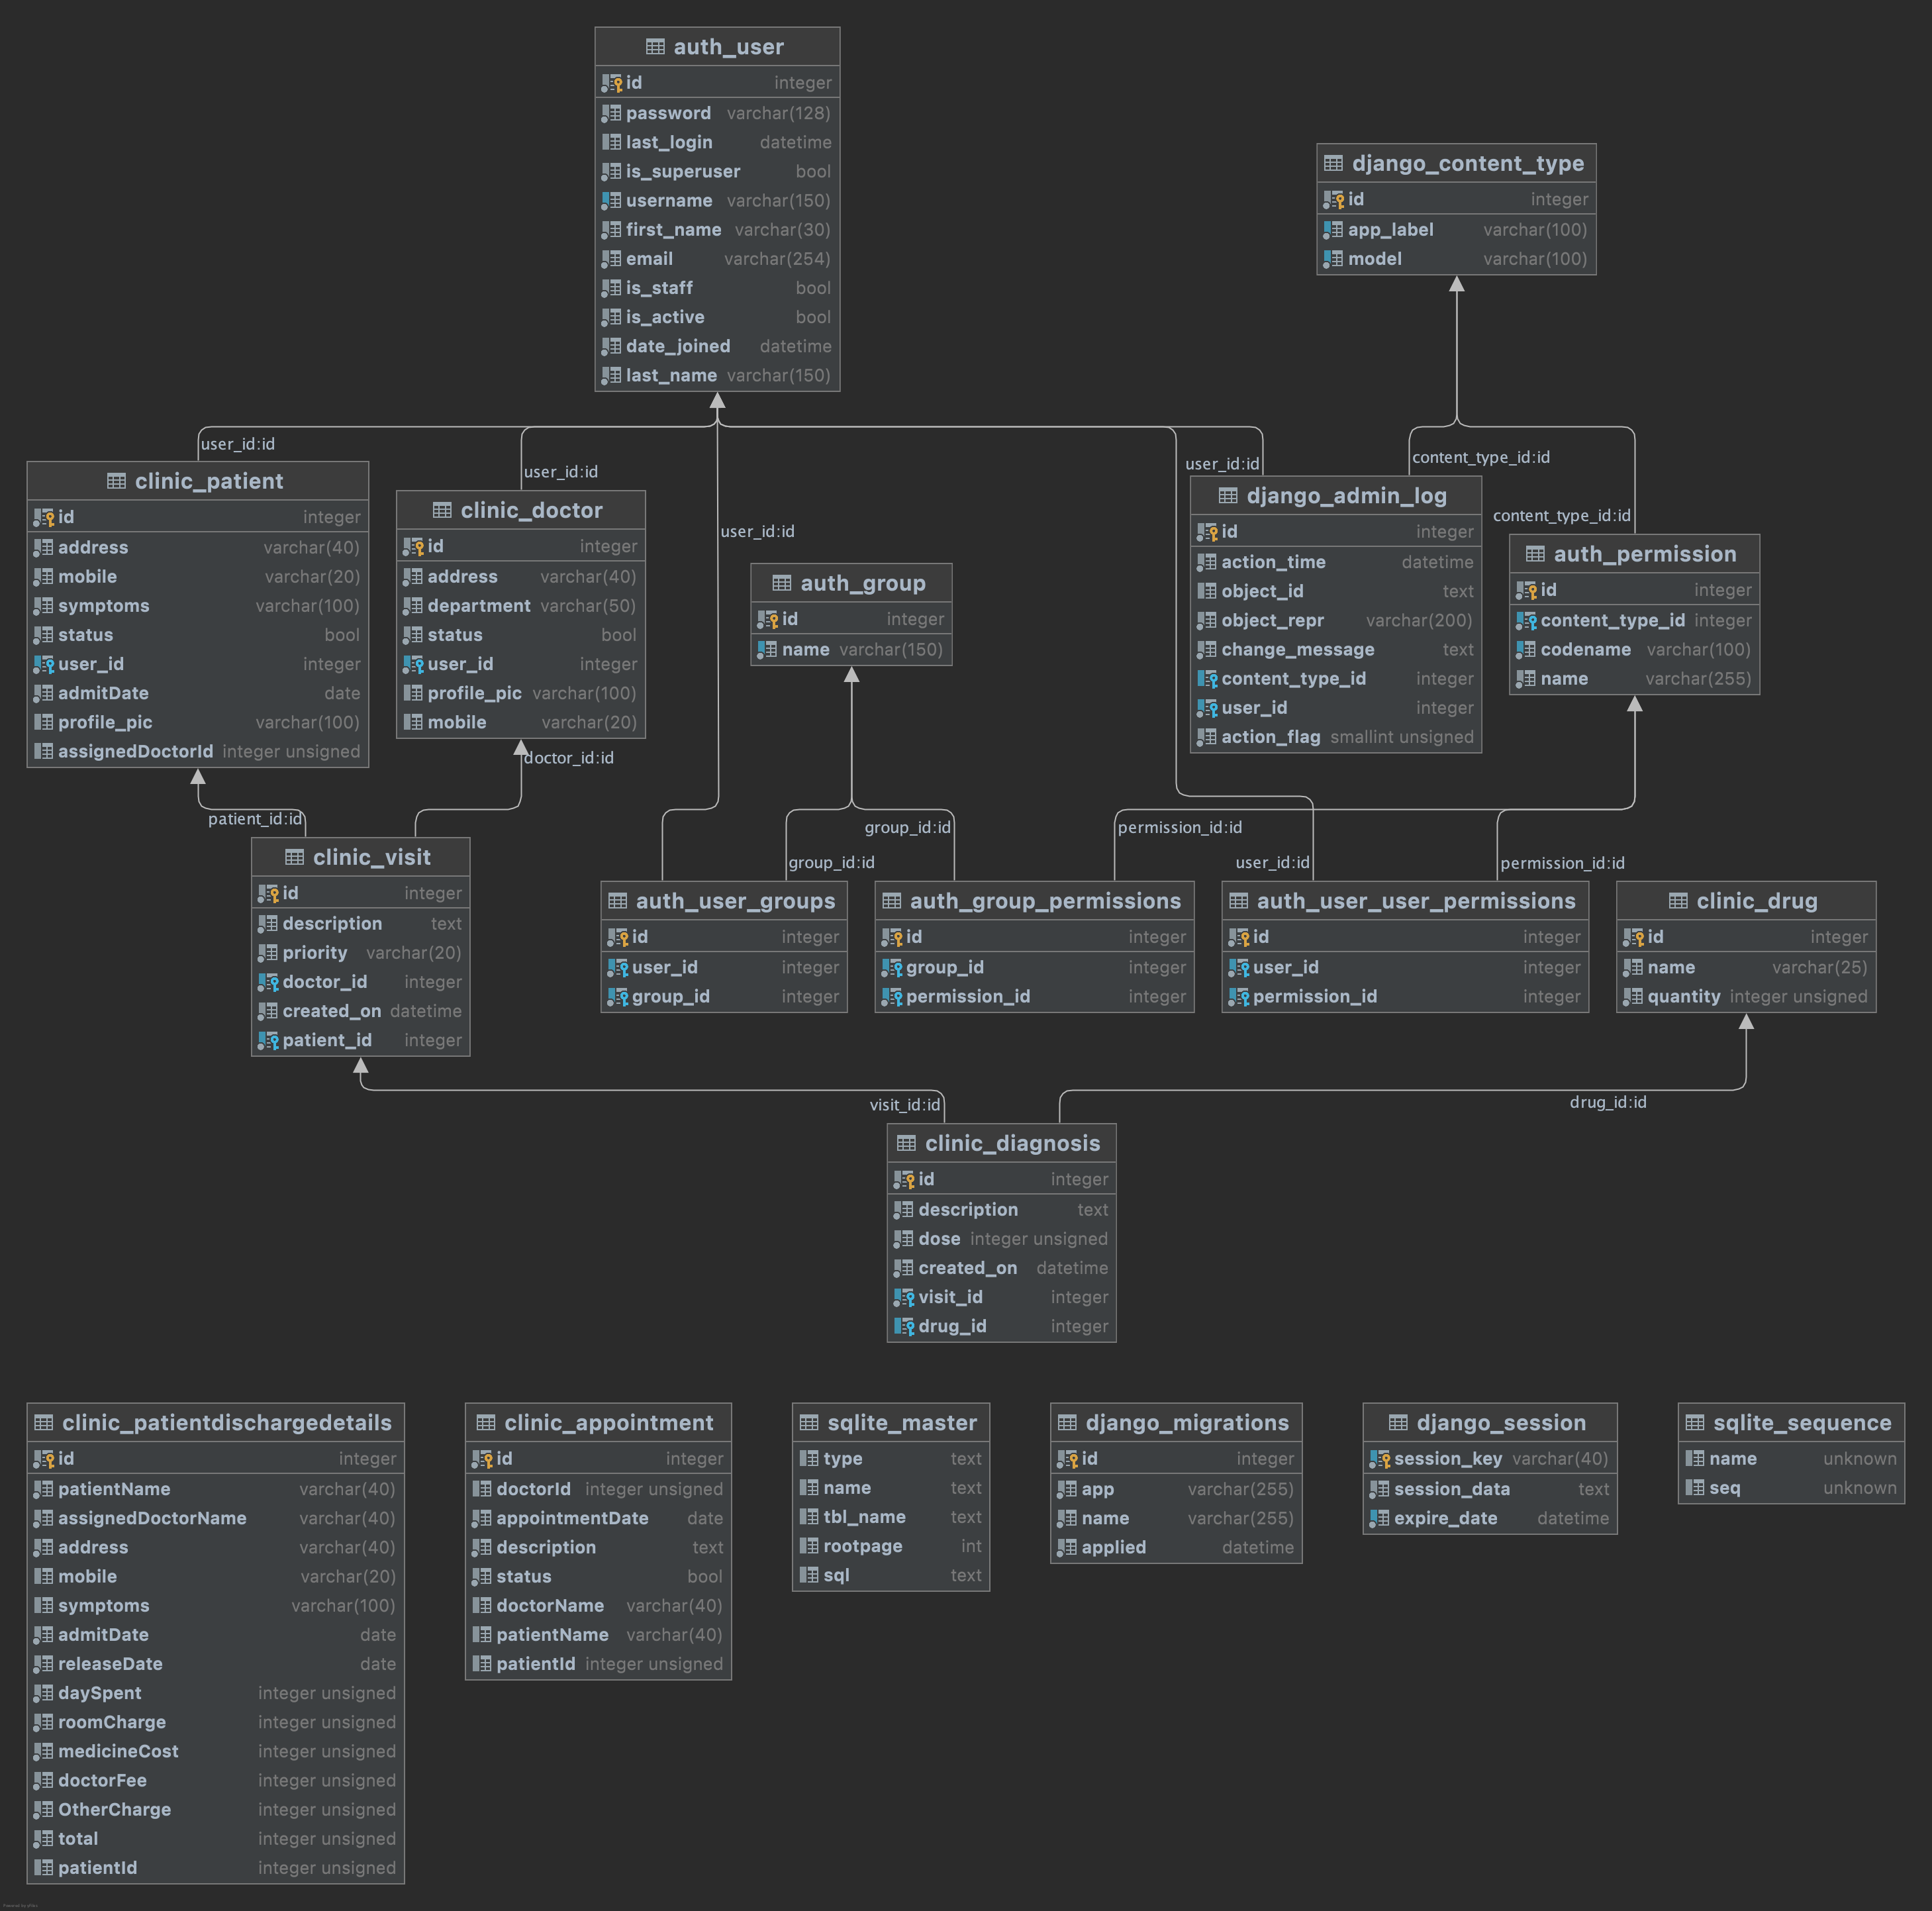 auth_user
id integer
password varchar(128)
last_login datetime
is_superuser bool
username varchar(150)
first_name varchar(30)
email varchar(254)
is_staff bool
is_active bool
date_joined datetime
last_name varchar(150)
django_content_type
id integer
app_label varchar(100)
model varchar(100)
user_id:id
user_id:id
user_id:id
user_id:id
content_type_id:id
content_type_id:id
clinic_patient
id integer
address varchar(40)
mobile varchar(20)
symptoms varchar(100)
status bool
user_id integer
admitDate date
profile_pic varchar(100)
assignedDoctorId integer unsigned
clinic_doctor
id integer
address varchar(40)
department varchar(50)
status bool
user_id integer
profile_pic varchar(100)
mobile varchar(20)
auth_group
id integer
name varchar(150)
django_admin_log
id integer
action_time datetime
object_id text
object_repr varchar(200)
change_message text
content_type_id integer
user_id integer
action_flag smallint unsigned
auth_permission
id integer
content_type_id integer
codename varchar(100)
name varchar(255)
doctor_id:id
patient_id:id
group_id:id
group_id:id
permission_id:id
user_id:id
permission_id:id
clinic_visit
id integer
description text
priority varchar(20)
doctor_id integer
created_on datetime
patient_id integer
auth_user_groups
id integer
user_id integer
group_id integer
auth_group_permissions
id integer
group_id integer
permission_id integer
auth_user_user_permissions
id integer
user_id integer
permission_id integer
clinic_drug
id integer
name varchar(25)
quantity integer unsigned
visit_id:id
drug_id:id
clinic_diagnosis
id integer
description text
dose integer unsigned
created_on datetime
visit_id integer
drug_id integer
clinic_patientdischargedetails
id integer
patientName varchar(40)
assignedDoctorName varchar(40)
address varchar(40)
mobile varchar(20)
symptoms varchar(100)
admitDate date
releaseDate date
daySpent integer unsigned
roomCharge integer unsigned
medicineCost integer unsigned
doctorFee integer unsigned
OtherCharge integer unsigned
total integer unsigned
patientId integer unsigned
clinic_appointment
id integer
doctorId integer unsigned
appointmentDate date
description text
status bool
doctorName varchar(40)
patientName varchar(40)
patientId integer unsigned
sqlite_master
type text
name text
tbl_name text
rootpage int
sql text
django_migrations
id integer
app varchar(255)
name varchar(255)
applied datetime
django_session
session_key varchar(40)
session_data text
expire_date datetime
sqlite_sequence
name unknown
seq unknown
Powered by yFiles